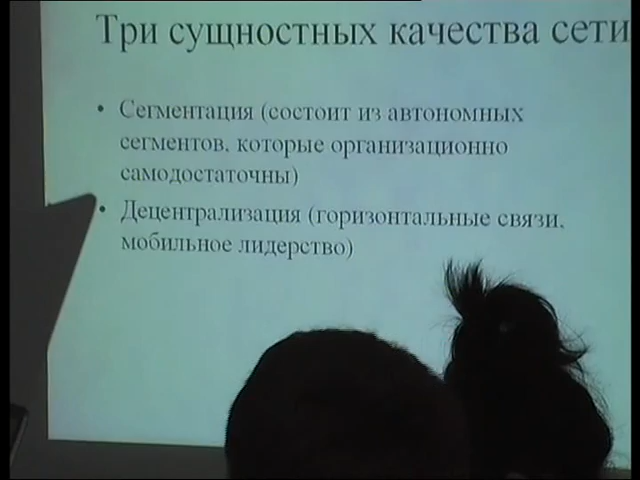 Три сущностных качества сети
• Сегментация (состоит из автономных
сегментов, которые организационно
самодостаточны)
• Децентрализация (горизонтальные связи,
мобильное лидерство)